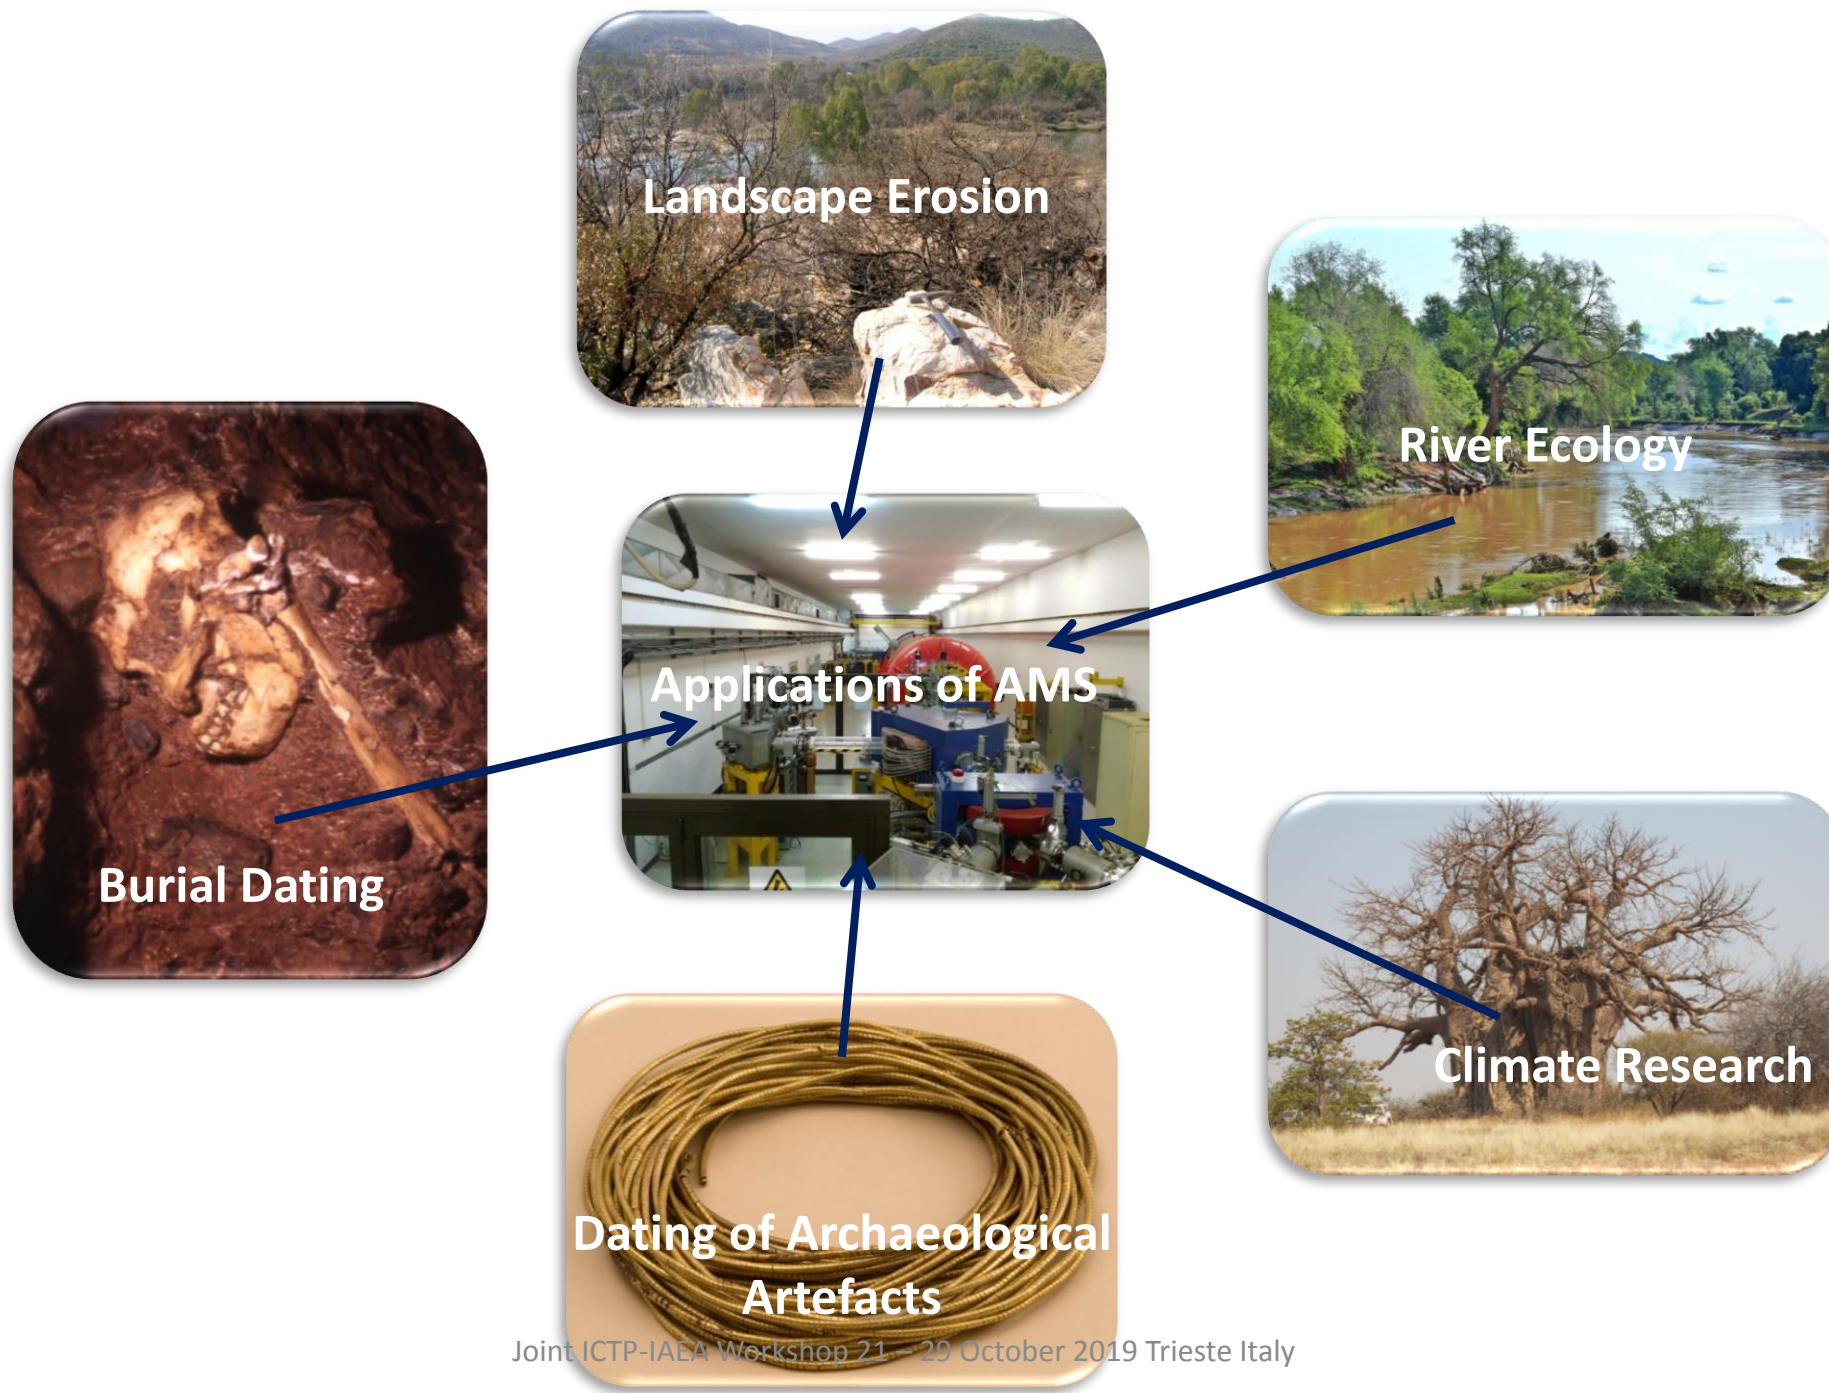 Landscape Erosion
River Ecology
Applications of AMS
Burial Dating
Climate Research
Dating of Archaeological
Artefacts
Joint ICTP-IAEA Workshop 21 – 29 October 2019 Trieste Italy